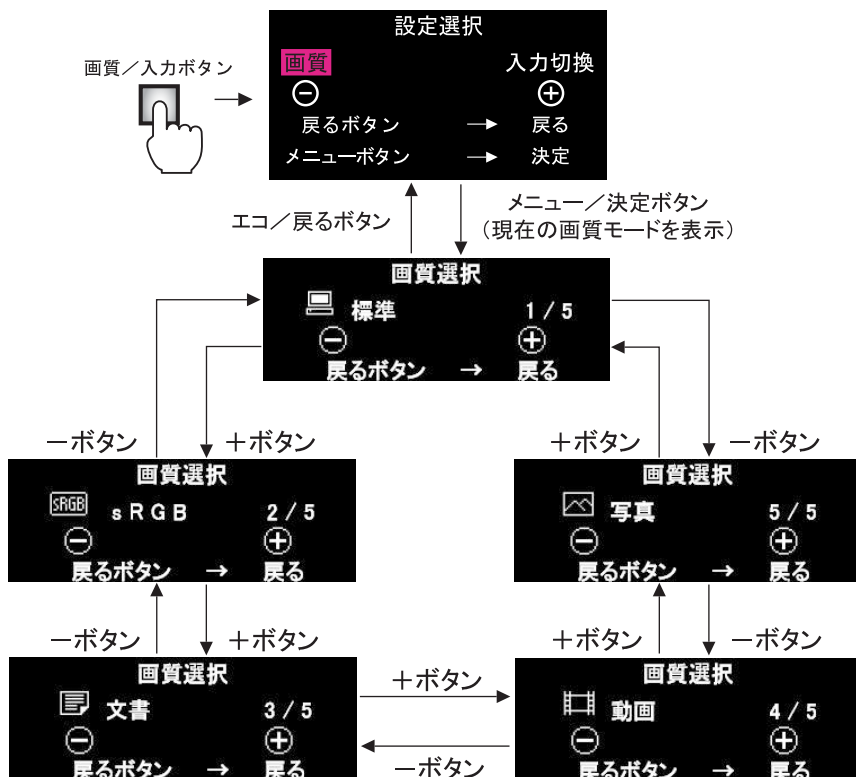 設定選択
画質／入力ボタン
画質 入力切換
⊖ ⊕
戻るボタン → 戻る
メニューボタン → 決定
エコ／戻るボタン
メニュー／決定ボタン
（現在の画質モードを表示）
画質選択
標準 1／5
⊖ ⊕
戻るボタン → 戻る
－ボタン ＋ボタン
＋ボタン －ボタン
画質選択
sRGB sRGB 2／5
⊖ ⊕
戻るボタン → 戻る
画質選択
写真 5／5
⊖ ⊕
戻るボタン → 戻る
－ボタン ＋ボタン
＋ボタン －ボタン
画質選択
文書 3／5
⊖ ⊕
戻るボタン → 戻る
＋ボタン
－ボタン
画質選択
動画 4／5
⊖ ⊕
戻るボタン → 戻る